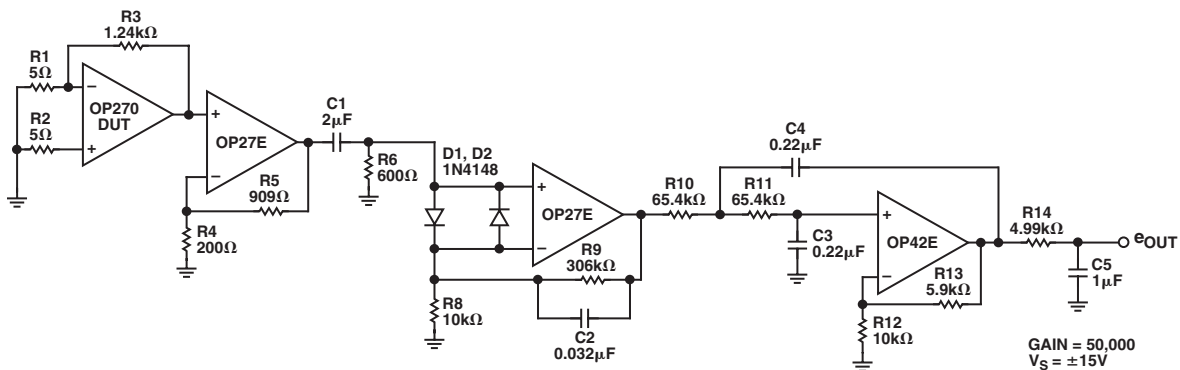 R3
1.24kΩ
R1
5Ω
R2
5Ω
−
+
OP270
DUT
+
−
OP27E
R5
909Ω
R4
200Ω
C1
2μF
R6
600Ω
D1, D2
1N4148
+
−
OP27E
R9
306kΩ
R8
10kΩ
C2
0.032μF
R10
65.4kΩ
R11
65.4kΩ
C4
0.22μF
C3
0.22μF
+
−
OP42E
R13
5.9kΩ
R12
10kΩ
R14
4.99kΩ
eOUT
C5
1μF
GAIN = 50,000
VS = ±15V